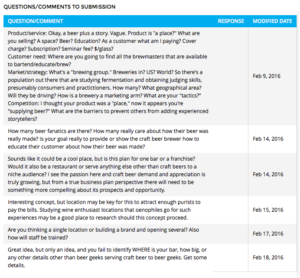 QUESTIONS/COMMENTS TO SUBMISSION
QUESTION/COMMENT RESPONSE MODIFIED DATE
Product/service: Okay, a beer plus a story. Vague. Product is "a place?" What are
you selling? A space? Beer? Education? As a customer what am I paying? Cover
charge? Subscription? Seminar fee? $/glass?
Customer need: Where are you going to find all the brewmasters that are available
to bartend/educate/brew?
Market/strategy: What's a "brewing group." Breweries in? US? World? So there's a
population out there that are studying fermentation and obtaining judging skills,
presumably consumers and practitioners. How many? What geographical area?
Will they be driving? How is a brewery a marketing arm? What are your "tactics?"
Competition: I thought your product was a "place," now it appears you're
"supplying beer?" What are the barriers to prevent others from adding experienced
storytellers?
Feb 9, 2016
How many beer fanatics are there? How many really care about how their beer was
really made? Is your goal really to provide or show the craft beer brewer how to
educate their customer about how their beer was made?
Feb 14, 2016
Sounds like it could be a cool place, but is this plan for one bar or a franchise?
Would it also be a restaurant or serve anything else other than craft beers to a
niche audience? I see the passion here and craft beer demand and appreciation is
truly growing, but from a true business plan perspective there will need to be
something more compelling about its prospects and opportunity.
Feb 14, 2016
Interesting concept, but location may be key for this to attract enough purists to
pay the bills. Studying wine enthusiast locations that oenophiles go for such
experiences may be a good place to research should this concept proceed.
Feb 15, 2016
Are you thinking a single location or building a brand and opening several? Also
how will staff be trained?
Feb 17, 2016
Great idea, but only an idea, and you fail to identify WHERE is your bar, how big, or
any other details other than beer geeks serving craft beer to beer geeks. Get some
details.
Feb 18, 2016